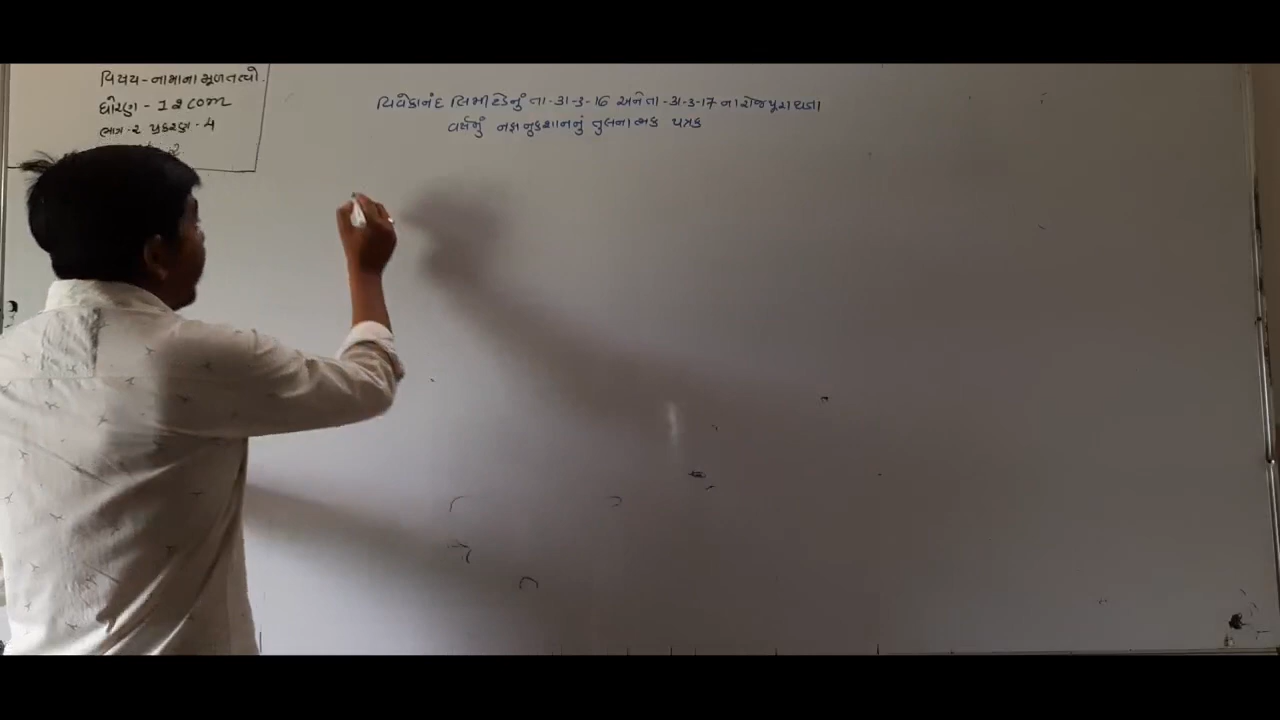 વિષય - નામાના મૂળતત્વો.
ધોરણ - 12 com
ભાગ-ર પ્રકરણ - 4
ર
વિવેકાનંદ લિમીટેડનું તા-31-3-16 અને તા-31-3-17 ના રોજ પૂરા થતા
વર્ષનું નફા નુકશાનનું તુલનાત્મક પત્રક